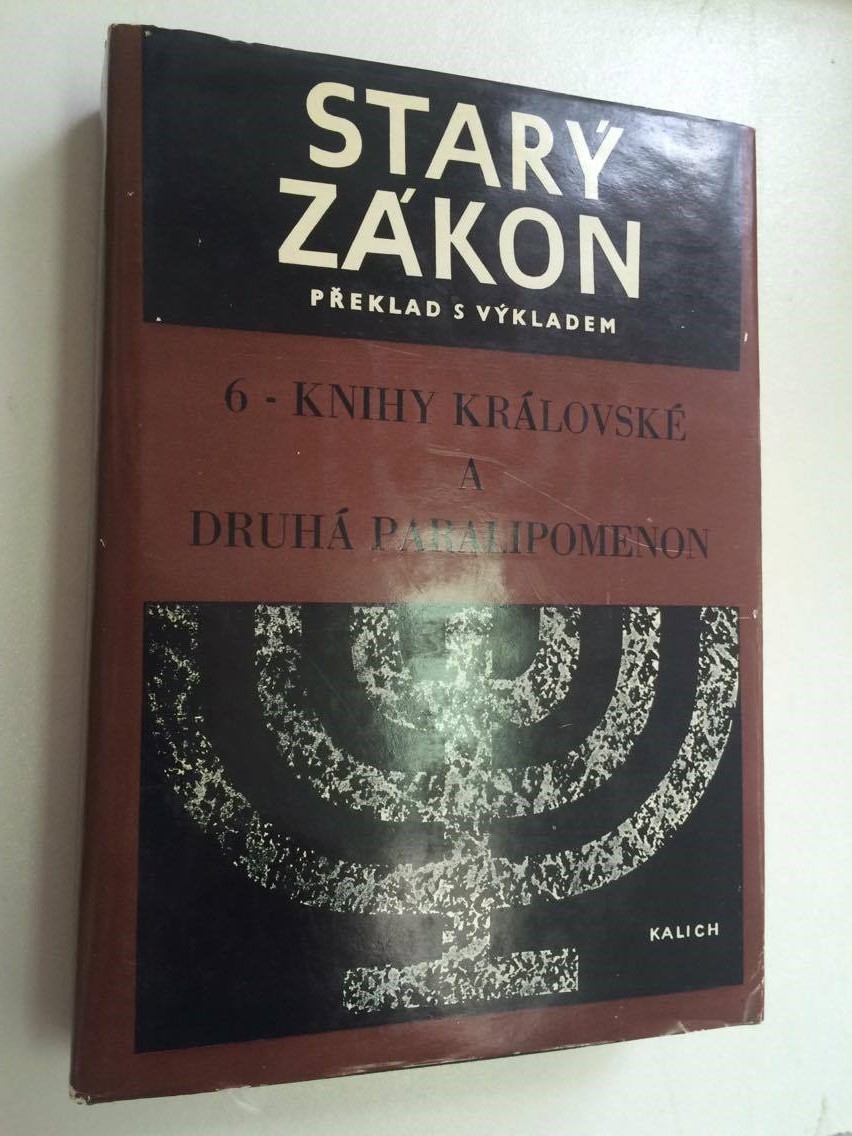 STARÝ
ZÁKON
PŘEKLAD S VÝKLADEM
6 - KNIHY KRÁLOVSKÉ
A
DRUHÁ PARALIPOMENON
KALICH